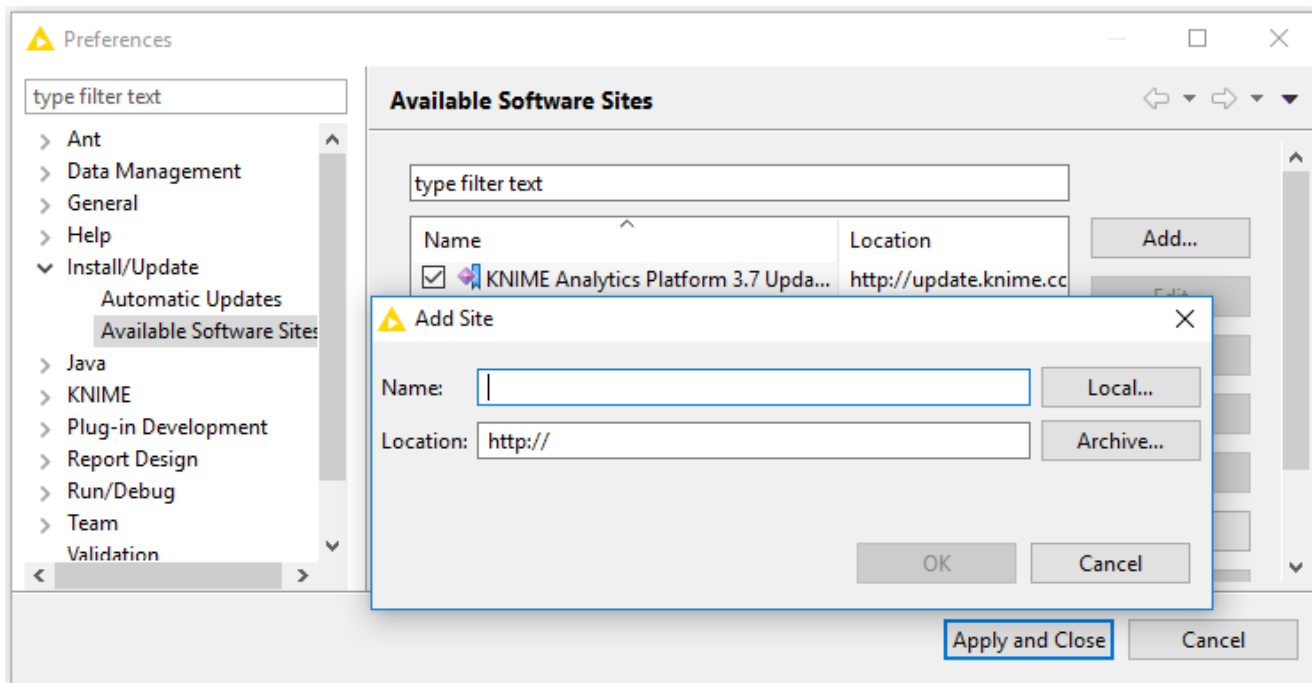 Preferences
type filter text
Available Software Sites
Ant
Data Management
General
Help
Install/Update
Automatic Updates
Available Software Sites
Java
KNIME
Plug-in Development
Report Design
Run/Debug
Team
Validation
type filter text
Name Location
KNIME Analytics Platform 3.7 Upda... http://update.knime.cc
Add...
Edit
Add Site
Name: Local...
Location: http:// Archive...
OK Cancel
Apply and Close Cancel